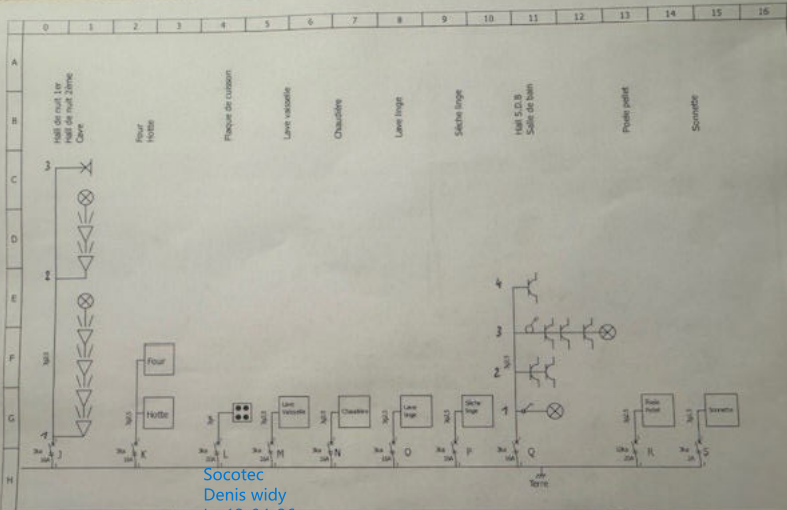 0 1 2 3 4 5 6 7 8 9 10 11 12 13 14 15 16
A
Hall de nuit 1er
Hall de nuit 2ème
Cave
Four
Hotte
Plaque de cuisson
Lave vaisselle
Chaudière
Lave linge
Sèche linge
Hall S.D.B
Salle de bain
Poele pellet
Sonnette
B
C
3
D
2
E
4
3
F
Four
2
G
Hotte
Lave
Vaisselle
Chaudière
Lave
linge
Sèche
linge
1
Poele
Pellet
Sonnette
1
J K L M N O P Q R S
H
Terre
Socotec
Denis widy